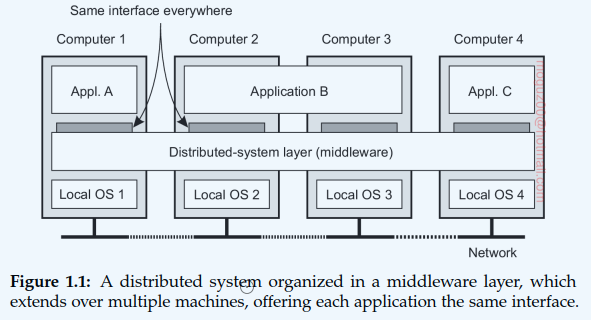 Same interface everywhere
Computer 1 Computer 2 Computer 3 Computer 4
Appl. A Application B Appl. C
Distributed-system layer (middleware)
Local OS 1 Local OS 2 Local OS 3 Local OS 4
Network
Figure 1.1: A distributed system organized in a middleware layer, which
extends over multiple machines, offering each application the same interface.